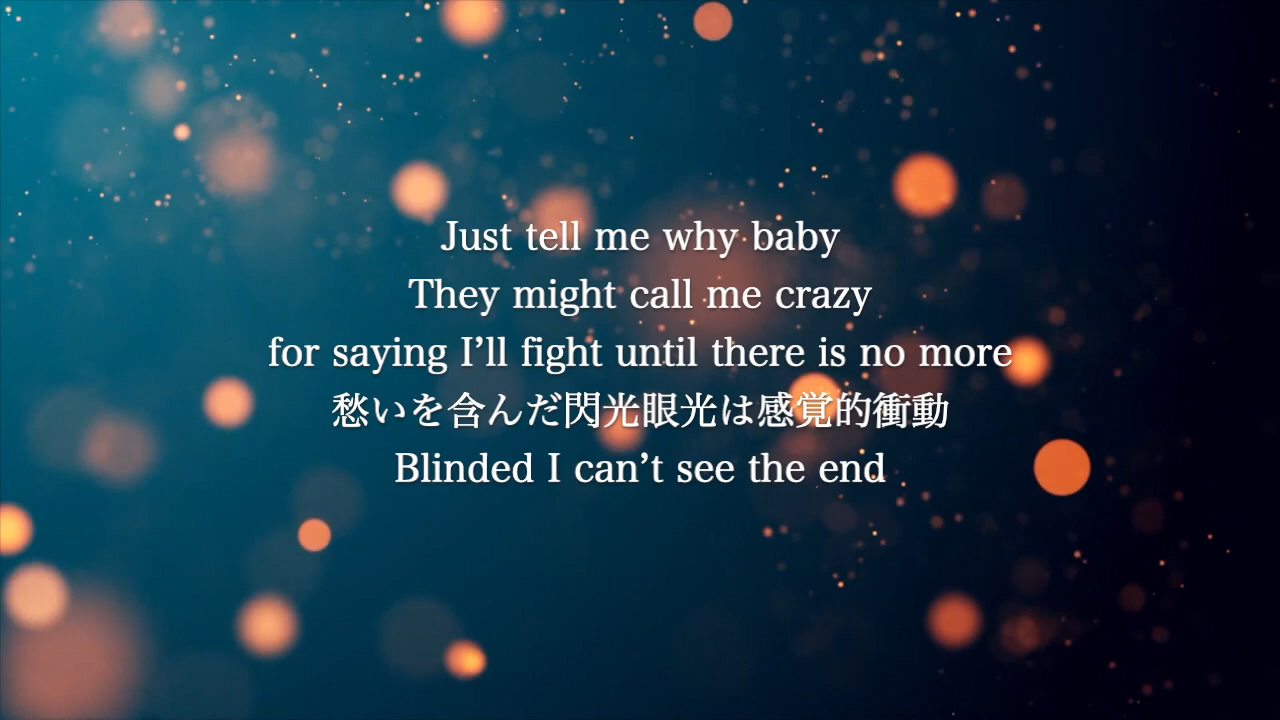 Just tell me why baby
They might call me crazy
for saying I’ll fight until there is no more
愁いを含んだ閃光眼光は感覚的衝動
Blinded I can’t see the end